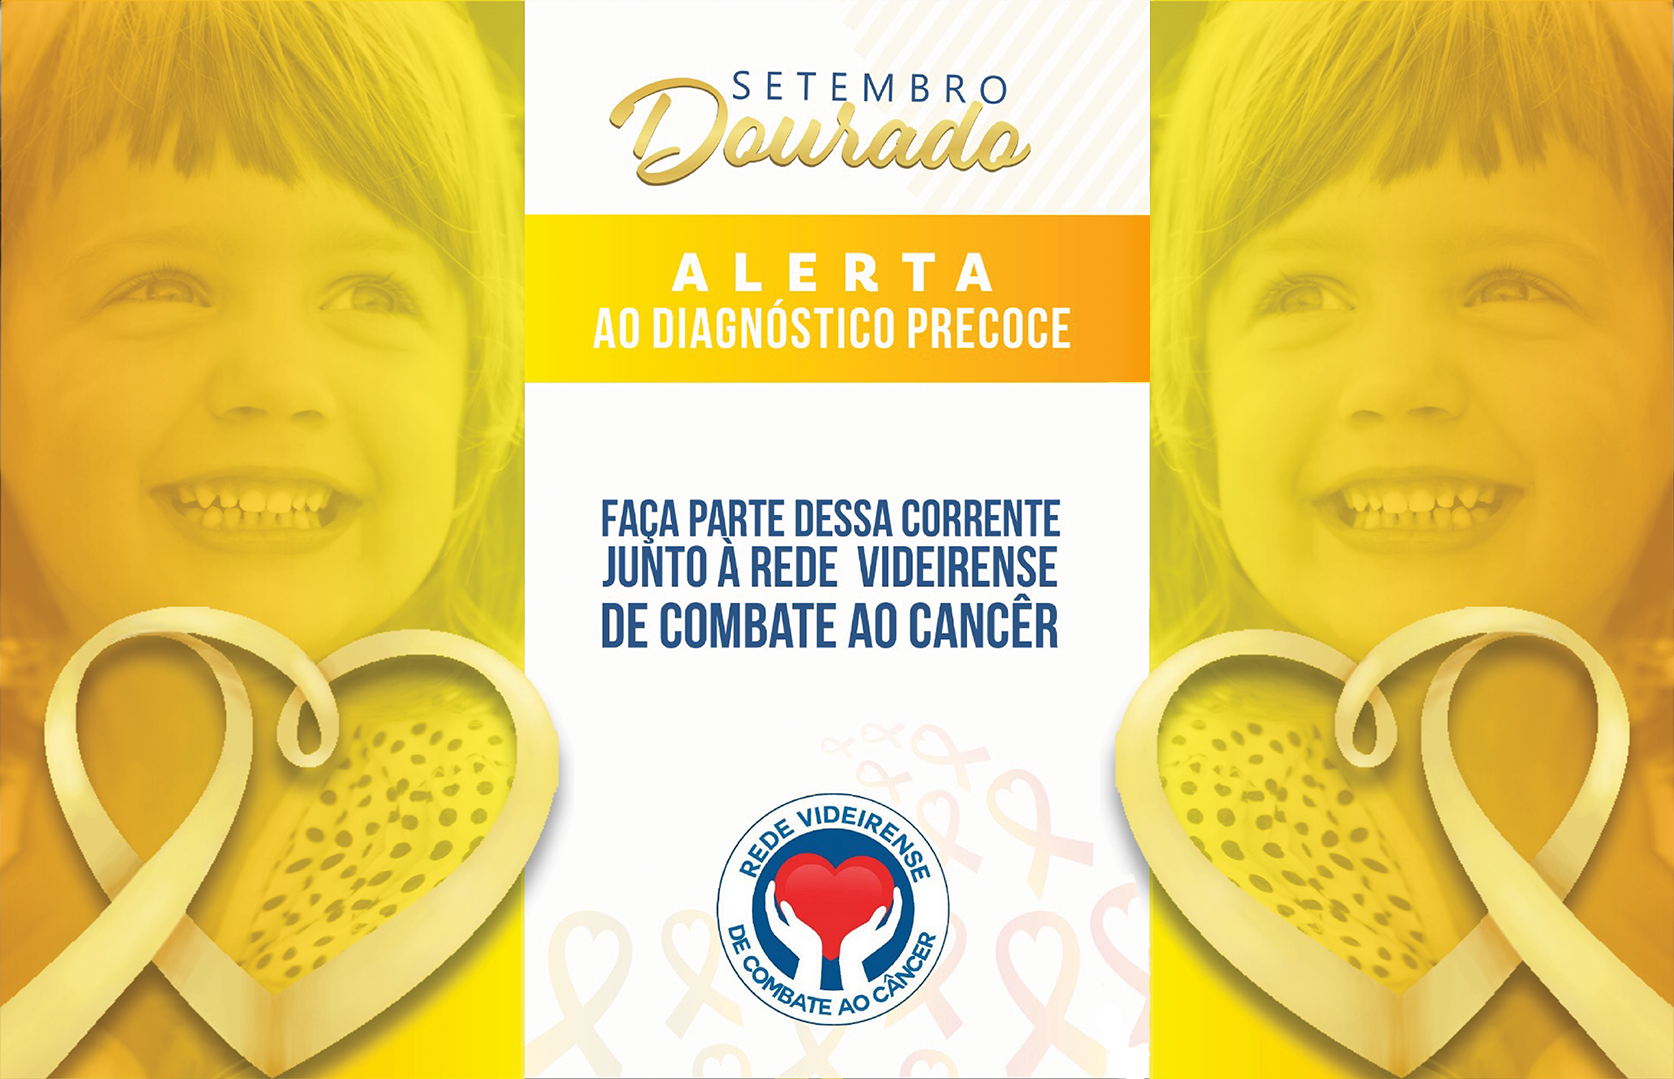 SETEMBRO
Dourado
ALERTA
AO DIAGNÓSTICO PRECOCE
FAÇA PARTE DESSA CORRENTE
JUNTO À REDE VIDEIRENSE
DE COMBATE AO CANCÊR
REDE VIDEIRENSE
DE COMBATE AO CÂNCER